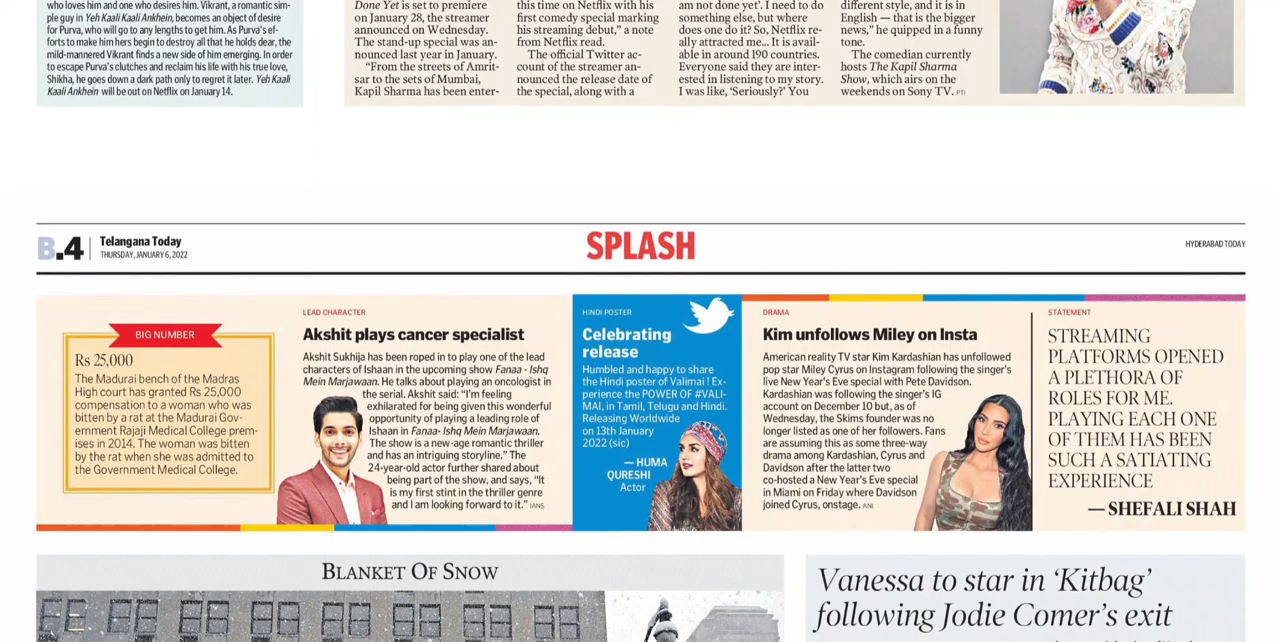 who loves him and one who desires him. Vikrant, a romantic sim-
ple guy in Yeh Kaali Kaali Ankhein, becomes an object of desire
for Purva, who will go to any lengths to get him. As Purva's ef-
forts to make him hers begin to destroy all that he holds dear, the
mild-mannered Vikrant finds a new side of him emerging. In order
to escape Purva's clutches and reclaim his life with his true love,
Shikha, he goes down a dark path only to regret it later. Yeh Kaali
Kaali Ankhein will be out on Netflix on January 14.
Done Yet is set to premiere
on January 28, the streamer
announced on Wednesday.
The stand-up special was an-
nounced last year in January.
“From the streets of Amrit-
sar to the sets of Mumbai,
Kapil Sharma has been enter-
this time on Netflix with his
first comedy special marking
his streaming debut,” a note
from Netflix read.
The official Twitter ac-
count of the streamer an-
nounced the release date of
the special, along with a
am not done yet’. I need to do
something else, but where
does one do it? So, Netflix re-
ally attracted me... It is avail-
able in around 190 countries.
Everyone said they are inter-
ested in listening to my story.
I was like, ‘Seriously?’ You
different style, and it is in
English — that is the bigger
news,” he quipped in a funny
tone.
The comedian currently
hosts The Kapil Sharma
Show, which airs on the
weekends on Sony TV. PTI
B.4
Telangana Today
THURSDAY, JANUARY 6, 2022
SPLASH
HYDERABAD TODAY
BIG NUMBER
Rs 25,000
The Madurai bench of the Madras
High court has granted Rs 25,000
compensation to a woman who was
bitten by a rat at the Madurai Gov-
ernment Rajaji Medical College prem-
ises in 2014. The woman was bitten
by the rat when she was admitted to
the Government Medical College.
LEAD CHARACTER
Akshit plays cancer specialist
Akshit Sukhija has been roped in to play one of the lead
characters of Ishaan in the upcoming show Fanaa - Ishq
Mein Marjawaan. He talks about playing an oncologist in
the serial. Akshit said: “I’m feeling
exhilarated for being given this wonderful
opportunity of playing a leading role of
Ishaan in Fanaa- Ishq Mein Marjawaan.
The show is a new-age romantic thriller
and has an intriguing storyline.” The
24-year-old actor further shared about
being part of the show, and says, “It
is my first stint in the thriller genre
and I am looking forward to it.” IANS
HINDI POSTER
Celebrating
release
Humbled and happy to share
the Hindi poster of Valimai ! Ex-
perience the POWER OF #VALI-
MAI, in Tamil, Telugu and Hindi.
Releasing Worldwide
on 13th January
2022 (sic)
— HUMA
QURESHI
Actor
DRAMA
Kim unfollows Miley on Insta
American reality TV star Kim Kardashian has unfollowed
pop star Miley Cyrus on Instagram following the singer’s
live New Year’s Eve special with Pete Davidson.
Kardashian was following the singer’s IG
account on December 10 but, as of
Wednesday, the Skims founder was no
longer listed as one of her followers. Fans
are assuming this as some three-way
drama among Kardashian, Cyrus and
Davidson after the latter two
co-hosted a New Year’s Eve special
in Miami on Friday where Davidson
joined Cyrus, onstage. ANI
STATEMENT
STREAMING
PLATFORMS OPENED
A PLETHORA OF
ROLES FOR ME.
PLAYING EACH ONE
OF THEM HAS BEEN
SUCH A SATIATING
EXPERIENCE
— SHEFALI SHAH
BLANKET OF SNOW
Vanessa to star in ‘Kitbag’
following Jodie Comer’s exit